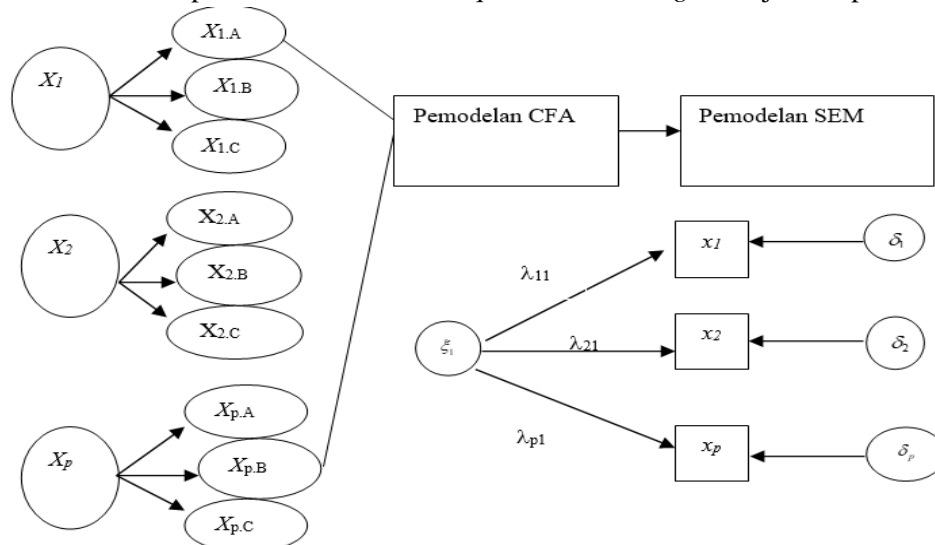 X1
X1.A
X1.B
X1.C
X2
X2.A
X2.B
X2.C
Xp
Xp.A
Xp.B
Xp.C
Pemodelan CFA
Pemodelan SEM
ξ1
λ11
λ21
λp1
x1
x2
xp
δ1
δ2
δp